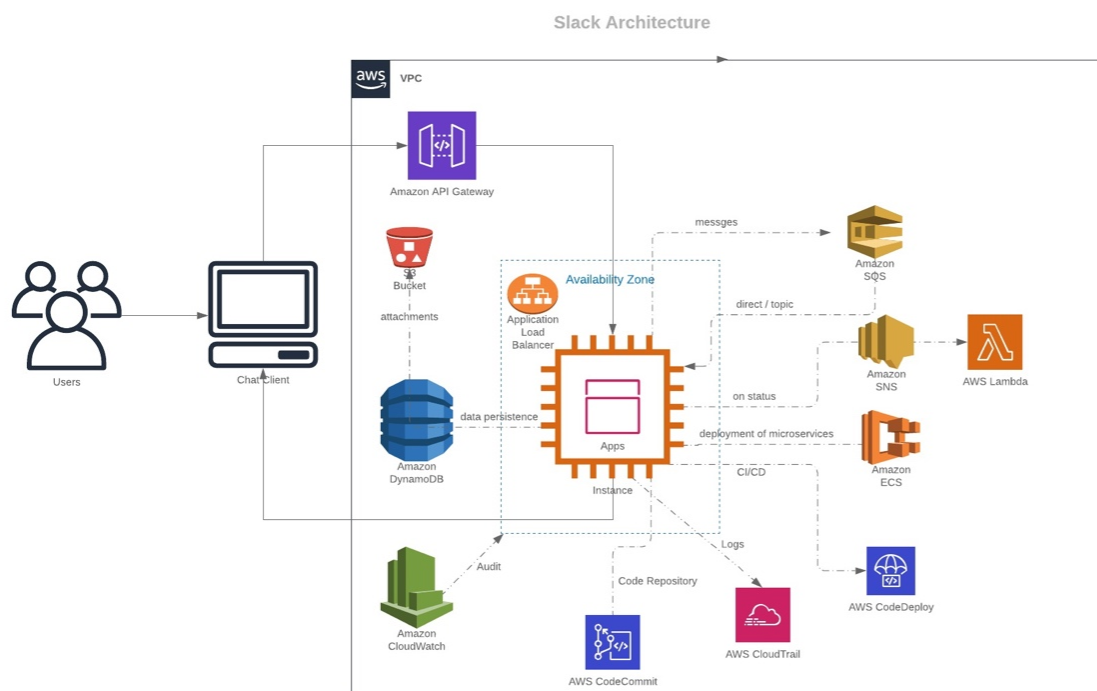 Slack Architecture
aws
VPC
Amazon API Gateway
messges
Amazon
SQS
S3
Bucket
Availability Zone
Application
Load
Balancer
direct / topic
attachments
Amazon
SNS
AWS Lambda
Users
Chat Client
on status
data persistence
deployment of microservices
Apps
Amazon
DynamoDB
Amazon
ECS
CI/CD
Instance
Logs
Audit
Code Repository
AWS CodeDeploy
Amazon
CloudWatch
AWS CloudTrail
AWS CodeCommit